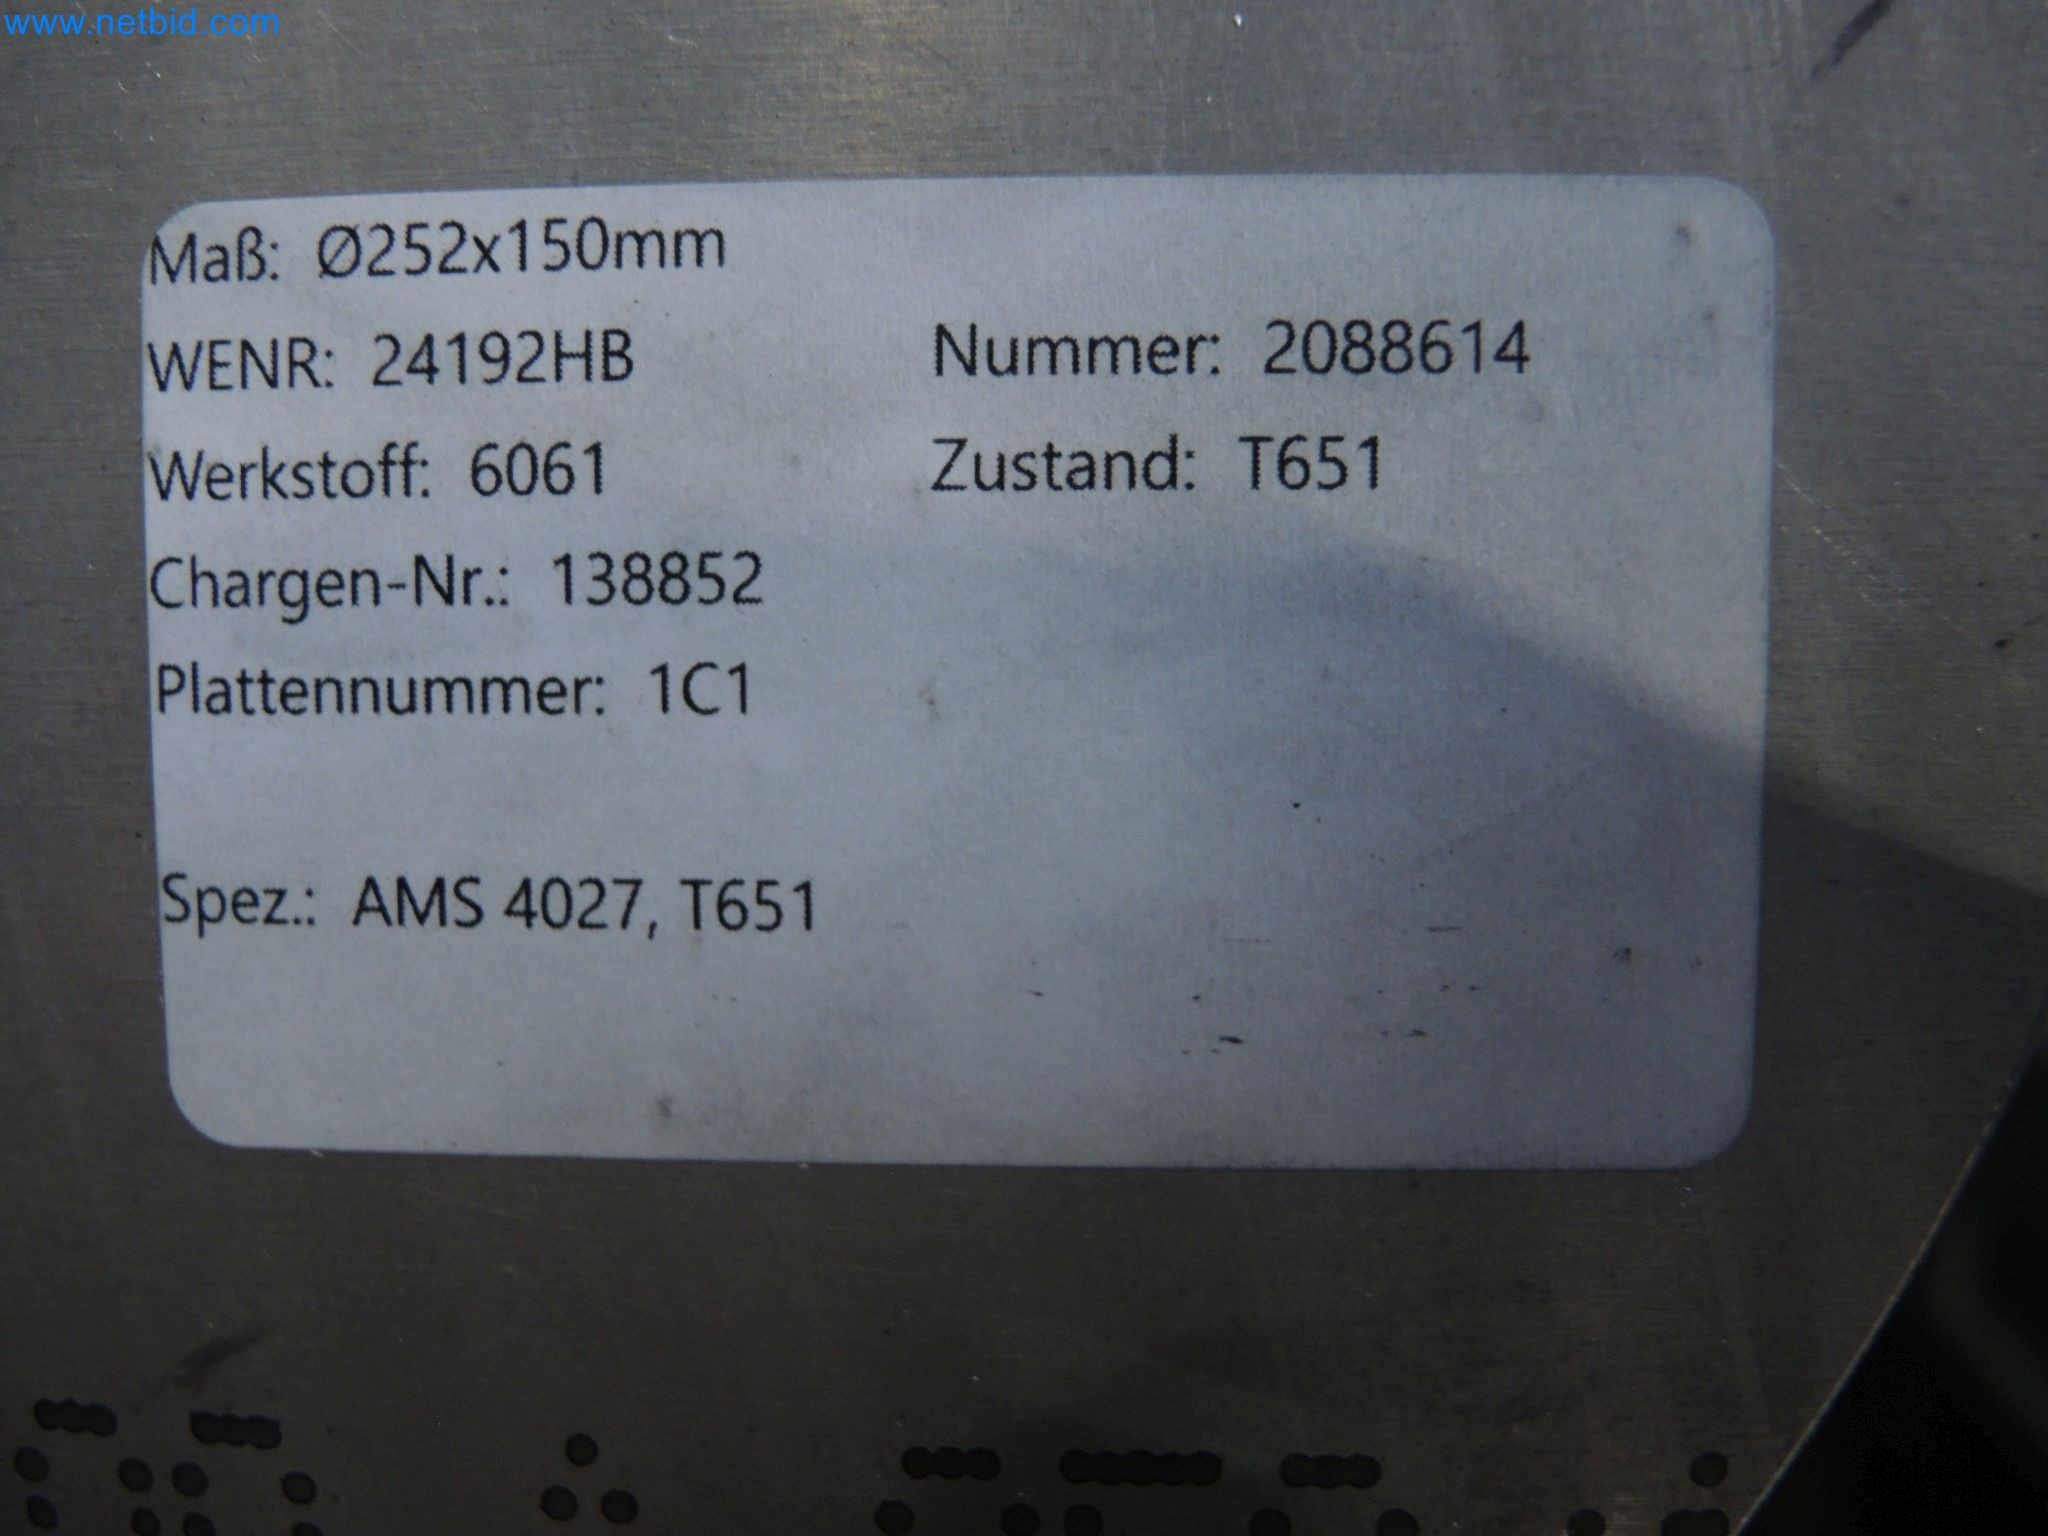 www.netbid.com
Maß: Ø252x150mm
WENR: 24192HB Nummer: 2088614
Werkstoff: 6061 Zustand: T651
Chargen-Nr.: 138852
Plattennummer: 1C1
Spez.: AMS 4027, T651